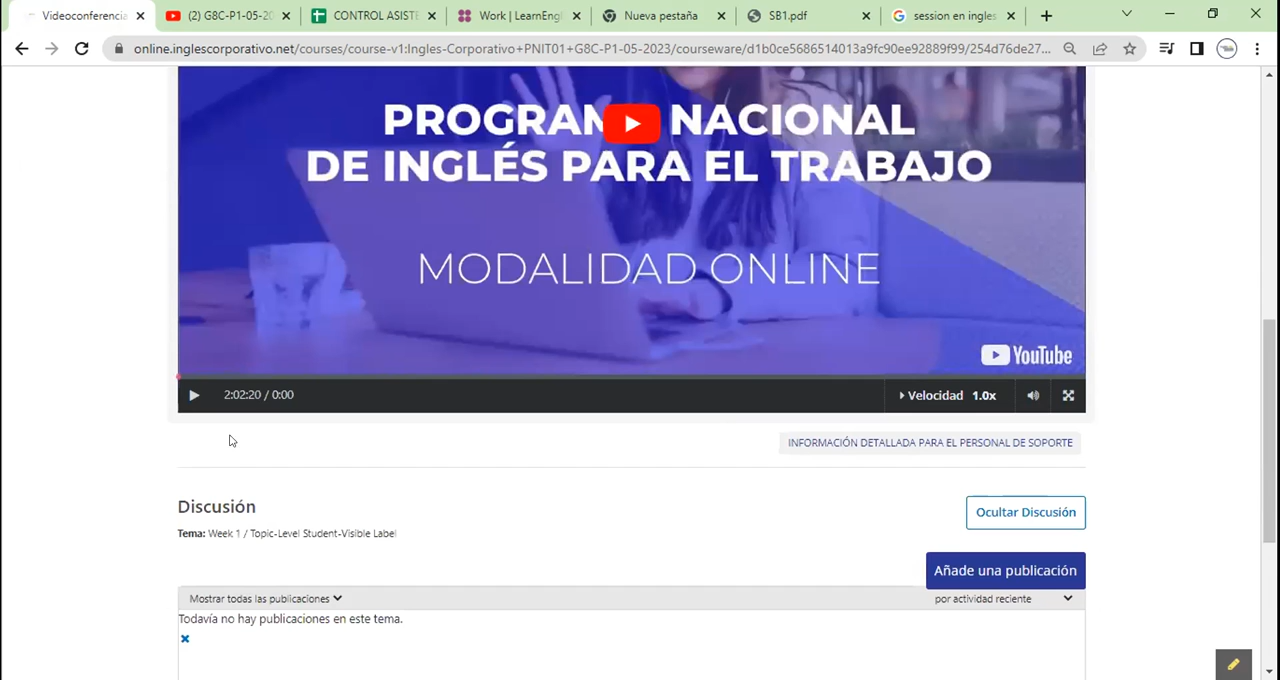 Videoconferencia
(2) G8C-P1-05-20
CONTROL ASISTE
Work | LearnEngl
Nueva pestaña
SB1.pdf
session en ingles
online.inglescorporativo.net/courses/course-v1:Ingles-Corporativo+PNIT01+G8C-P1-05-2023/courseware/d1b0ce5686514013a9fc90ee92889f99/254d76de27...
PROGRAM NACIONAL
DE INGLÉS PARA EL TRABAJO
MODALIDAD ONLINE
YouTube
2:02:20 / 0:00
Velocidad 1.0x
INFORMACIÓN DETALLADA PARA EL PERSONAL DE SOPORTE
Discusión
Ocultar Discusión
Tema: Week 1 / Topic-Level Student-Visible Label
Añade una publicación
Mostrar todas las publicaciones
por actividad reciente
Todavía no hay publicaciones en este tema.